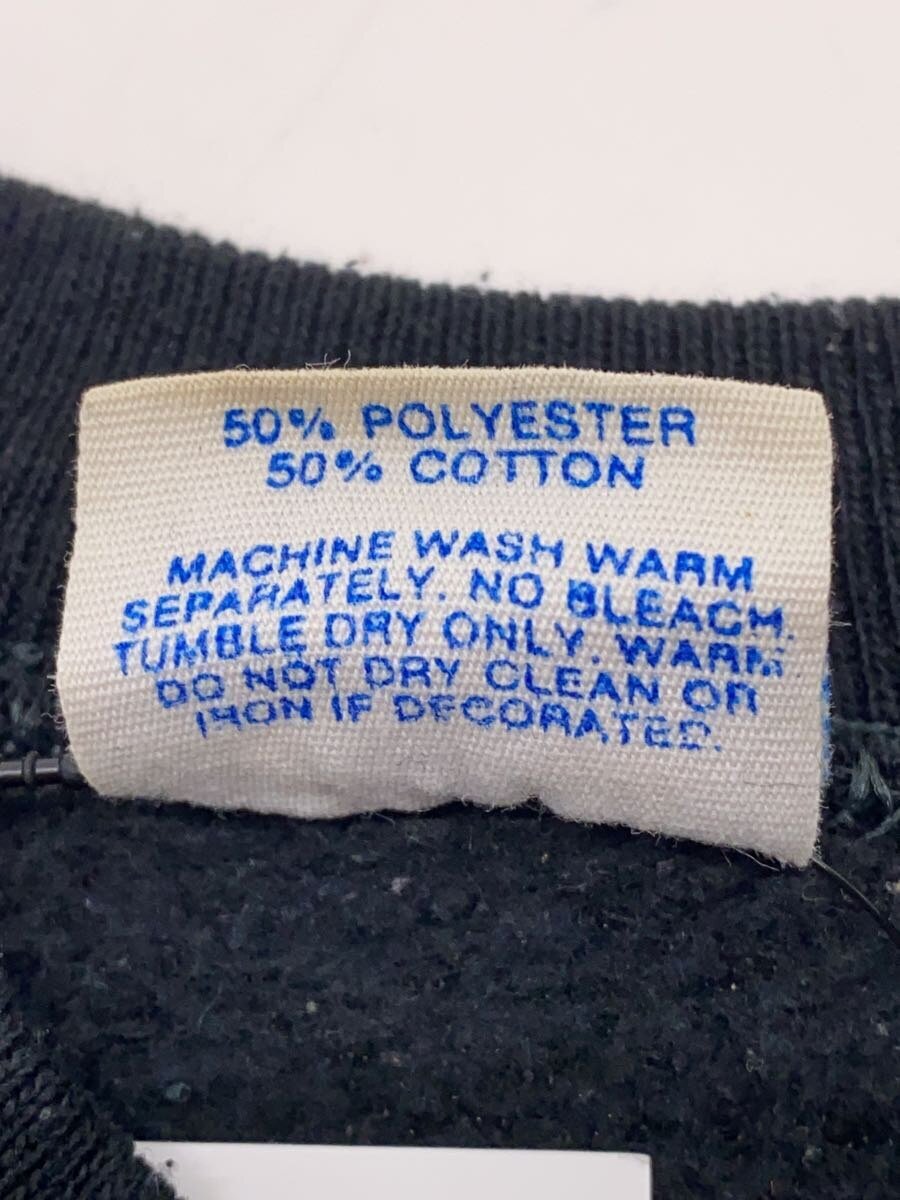 50% POLYESTER
50% COTTON
MACHINE WASH WARM
SEPARATELY. NO BLEACH.
TUMBLE DRY ONLY. WARM
DO NOT DRY CLEAN OR
IRON IF DECORATED.